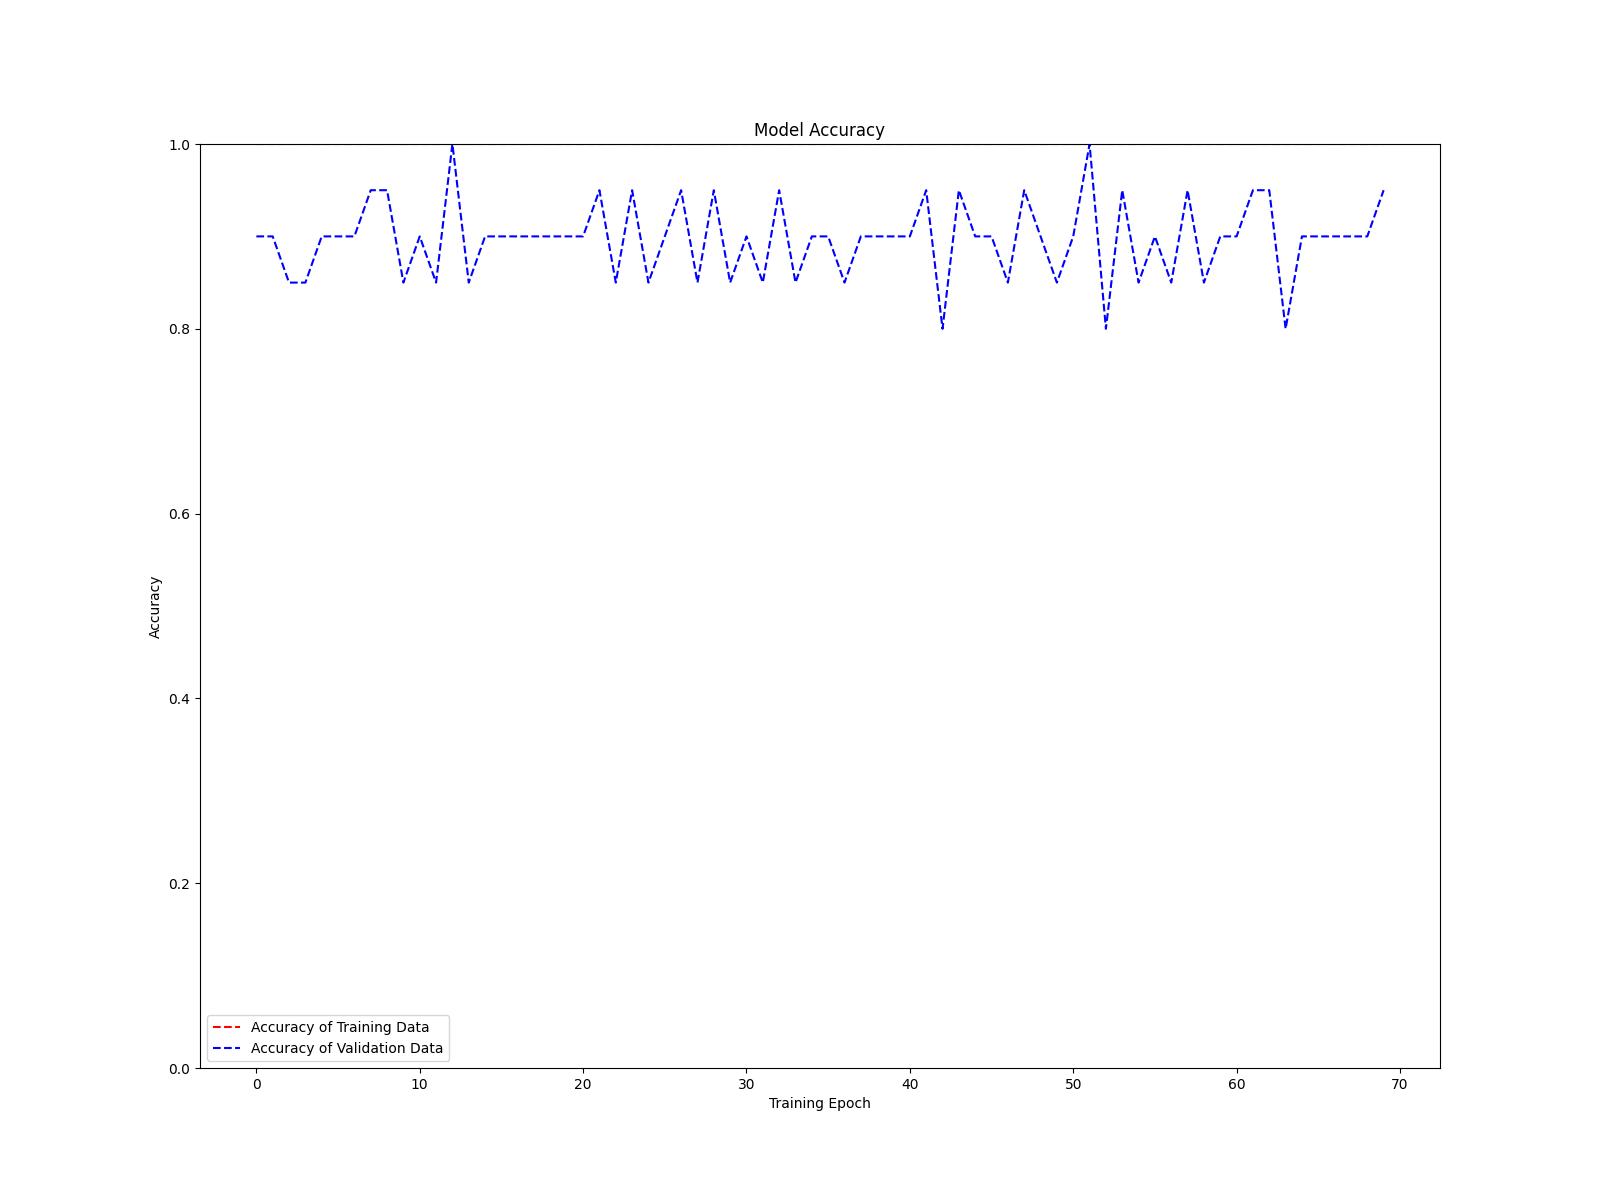 Model Accuracy
1.0
0.8
0.6
0.4
0.2
0.0
Accuracy
Accuracy of Training Data
Accuracy of Validation Data
0 10 20 30 40 50 60 70
Training Epoch